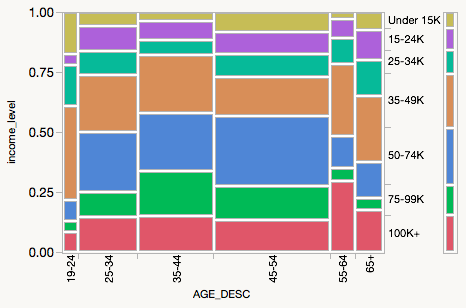 1.00
0.75
0.50
0.25
0.00
income_level
19-24
25-34
35-44
45-54
55-64
65+
AGE_DESC
Under 15K
15-24K
25-34K
35-49K
50-74K
75-99K
100K+